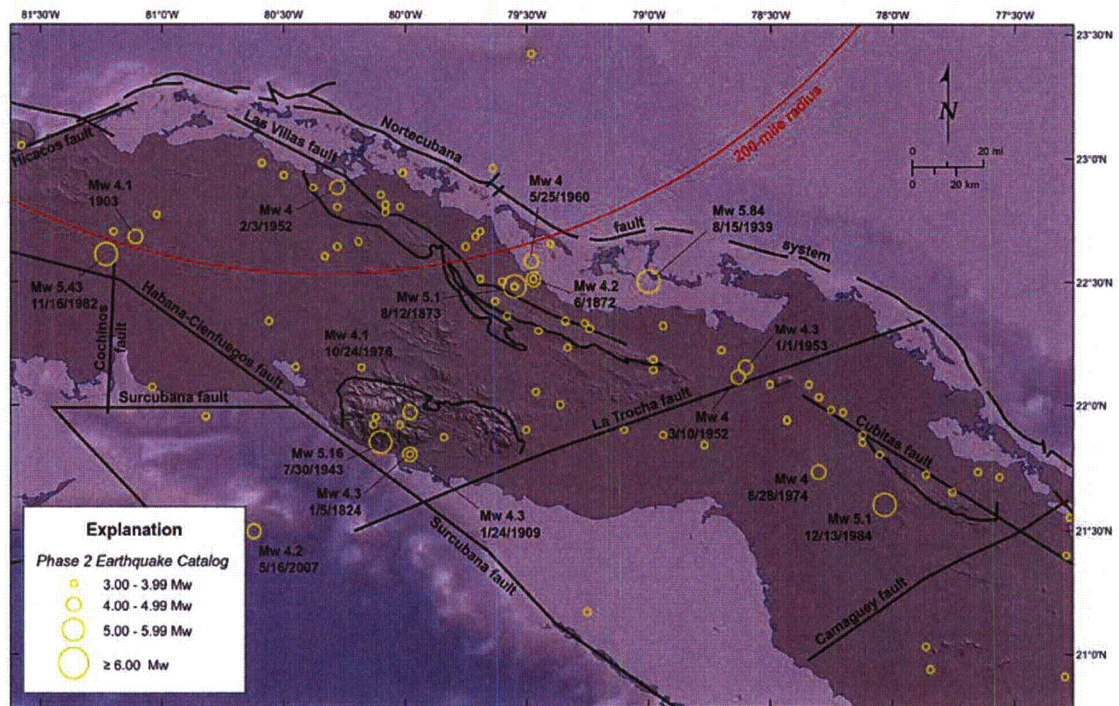 81°30'W
81°0'W
80°30'W
80°0'W
79°30'W
79°0'W
78°30'W
78°0'W
77°30'W
23°30'N
23°0'N
22°30'N
22°0'N
21°30'N
21°0'N
N
0 20 mi
0 20 km
200-mile radius
Hicacos fault
Las Villas fault
Nortecubana
fault
system
Mw 4.1
1903
Mw 4
2/3/1952
Mw 4
5/25/1960
Mw 5.84
8/15/1939
Mw 5.43
11/16/1982
Cochinos
fault
Habana-Cienfuegos fault
Mw 5.1
8/12/1873
Mw 4.2
6/1872
Mw 4.1
10/24/1976
Mw 4.3
1/1/1953
Surcubana fault
La Trocha fault
Mw 4
3/10/1952
Cubitas fault
Mw 5.16
7/30/1943
Mw 4.3
1/5/1824
Mw 4.3
1/24/1909
Mw 4
8/28/1974
Mw 5.1
12/13/1984
Surcubana fault
Mw 4.2
5/16/2007
Camaguey fault
Explanation
Phase 2 Earthquake Catalog
3.00 - 3.99 Mw
4.00 - 4.99 Mw
5.00 - 5.99 Mw
≥ 6.00 Mw